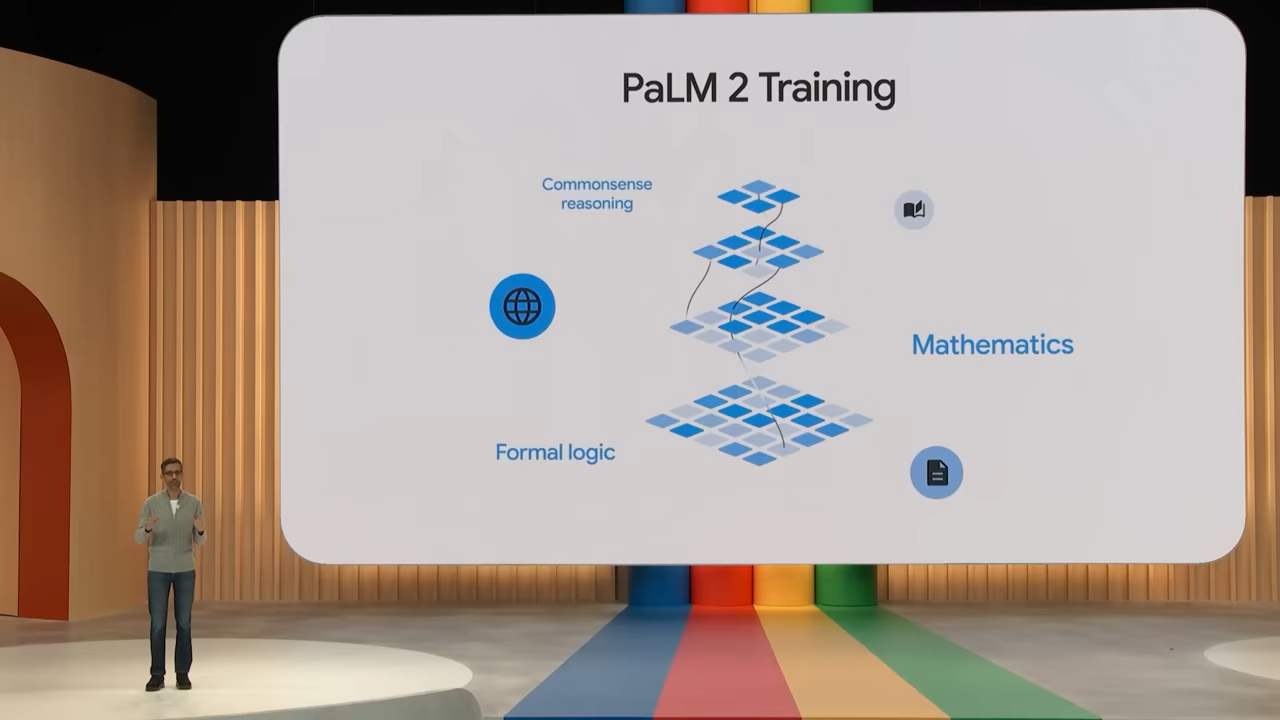 PaLM 2 Training
Commonsense
reasoning
Mathematics
Formal logic